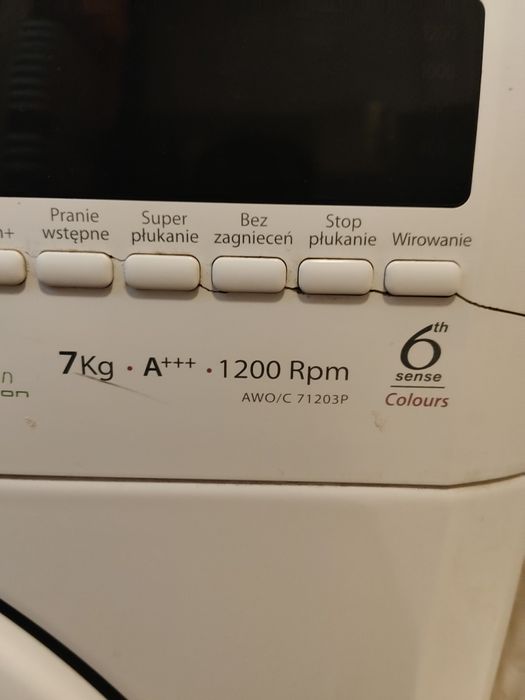 Pranie
wstępne
Super
płukanie
Bez
zagnieceń
Stop
płukanie
Wirowanie
7Kg · A+++ · 1200 Rpm
AWO/C 71203P
6th
sense
Colours